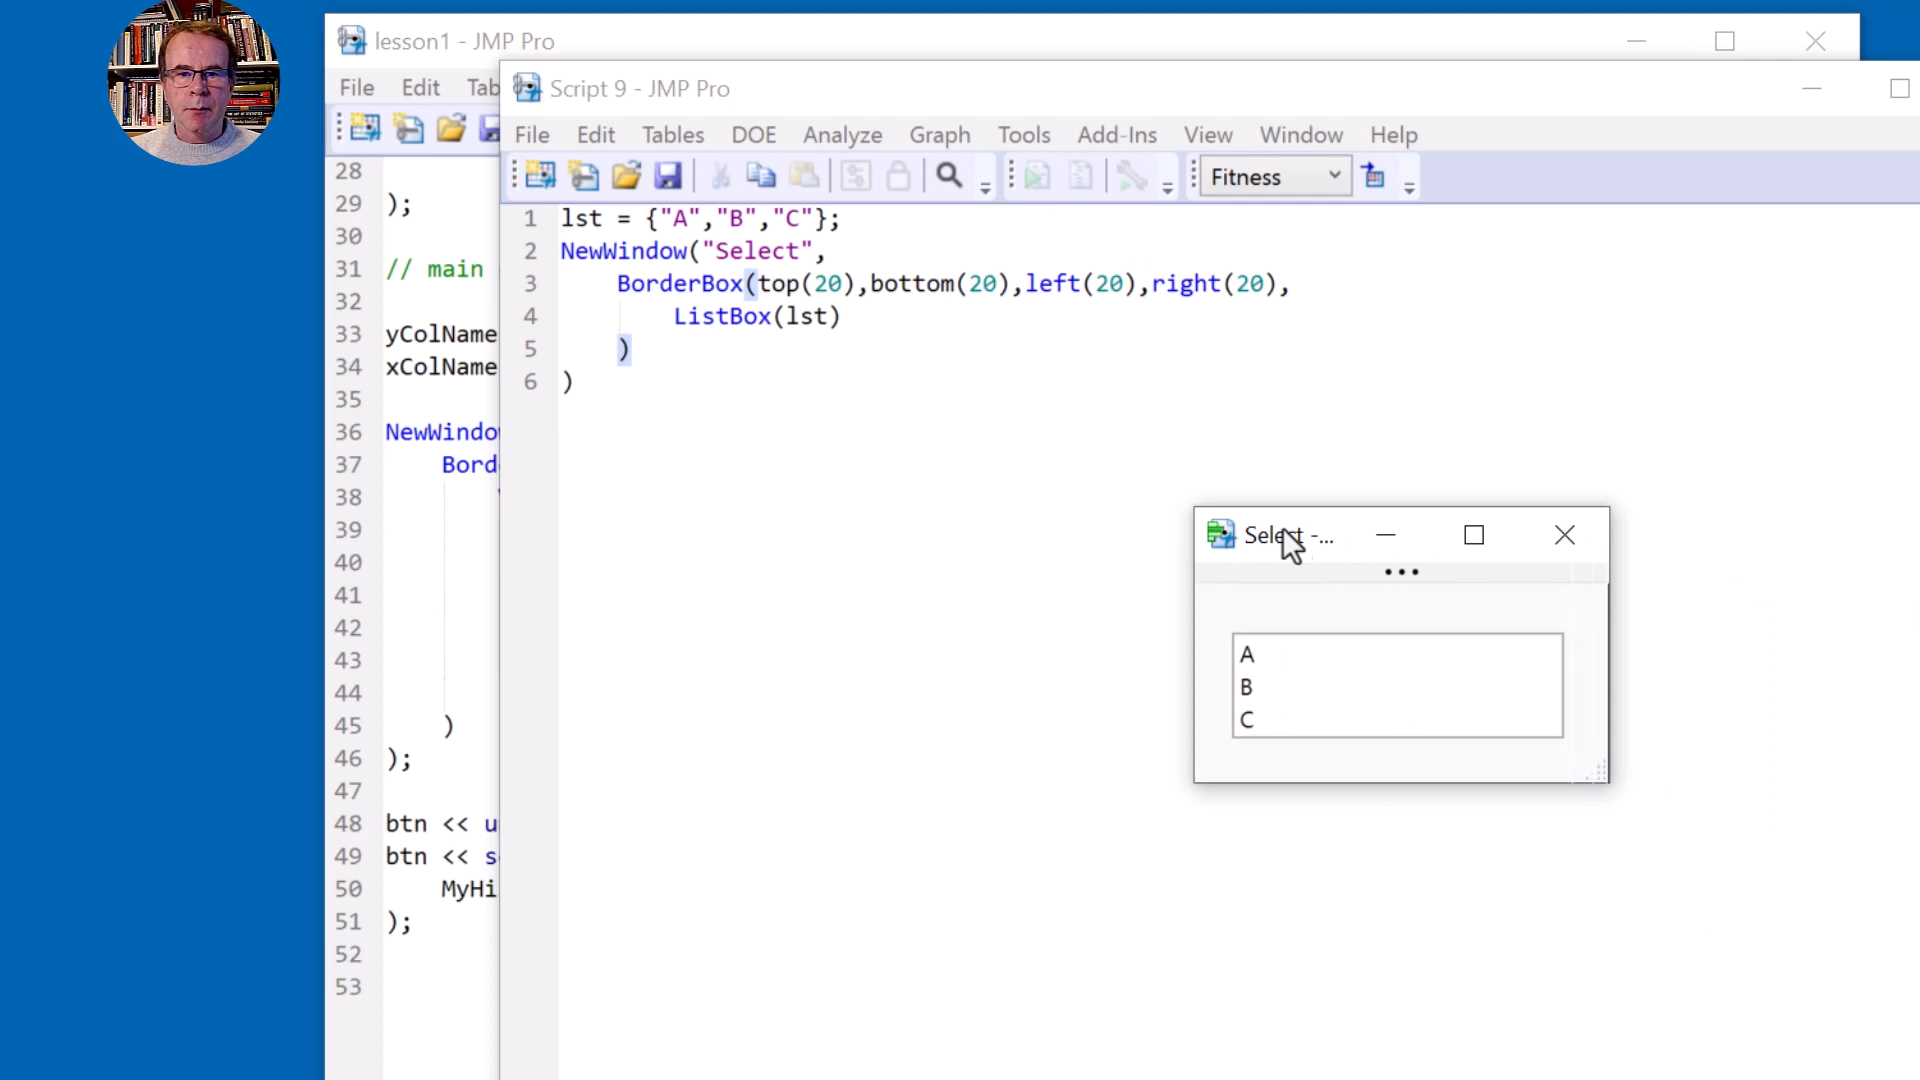 lesson1 - JMP Pro
File Edit Tab
28
29 );
30
31 // main
32
33 yColName
34 xColName
35
36 NewWindow
37 Bord
38
39
40
41
42
43
44
45 )
46 );
47
48 btn << u
49 btn << s
50 MyHi
51 );
52
53
Script 9 - JMP Pro
File Edit Tables DOE Analyze Graph Tools Add-Ins View Window Help
Fitness
1 lst = {"A","B","C"};
2 NewWindow("Select",
3 BorderBox(top(20),bottom(20),left(20),right(20),
4 ListBox(lst)
5 )
6 )
Select -...
A
B
C